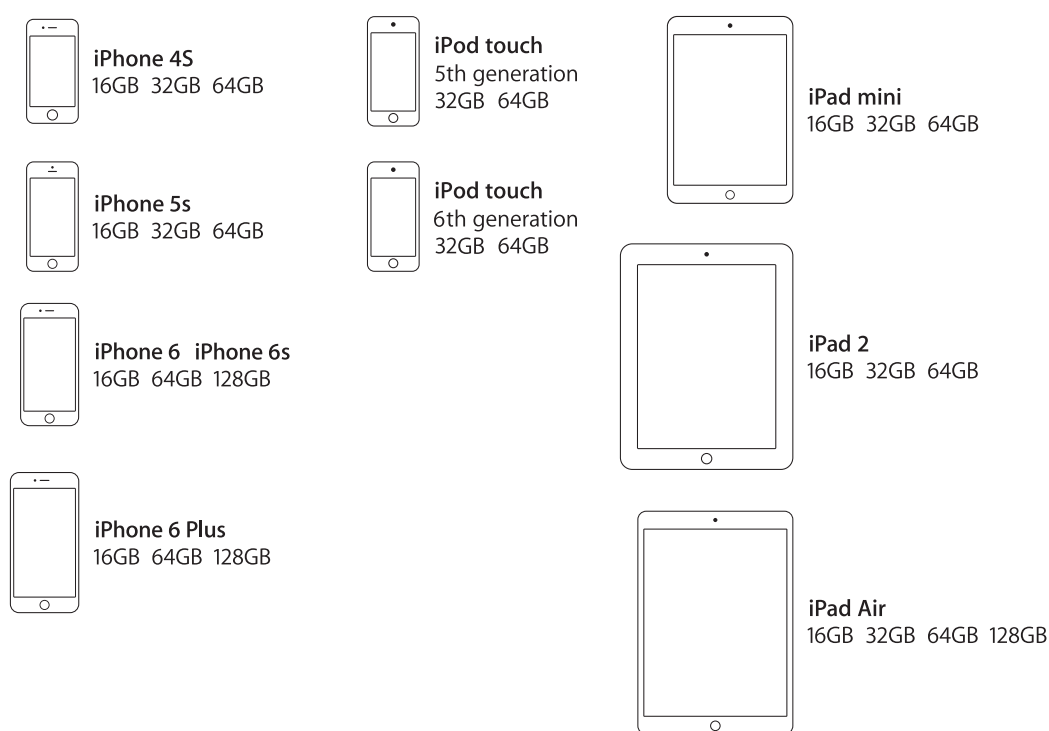 iPhone 4S
16GB 32GB 64GB
iPhone 5s
16GB 32GB 64GB
iPhone 6 iPhone 6s
16GB 64GB 128GB
iPhone 6 Plus
16GB 64GB 128GB
iPod touch
5th generation
32GB 64GB
iPod touch
6th generation
32GB 64GB
iPad mini
16GB 32GB 64GB
iPad 2
16GB 32GB 64GB
iPad Air
16GB 32GB 64GB 128GB